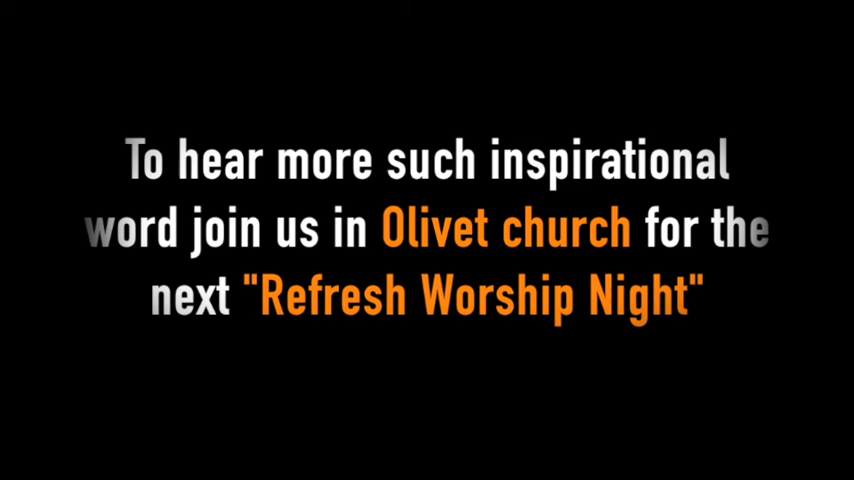 To hear more such inspirational
word join us in Olivet church for the
next "Refresh Worship Night"